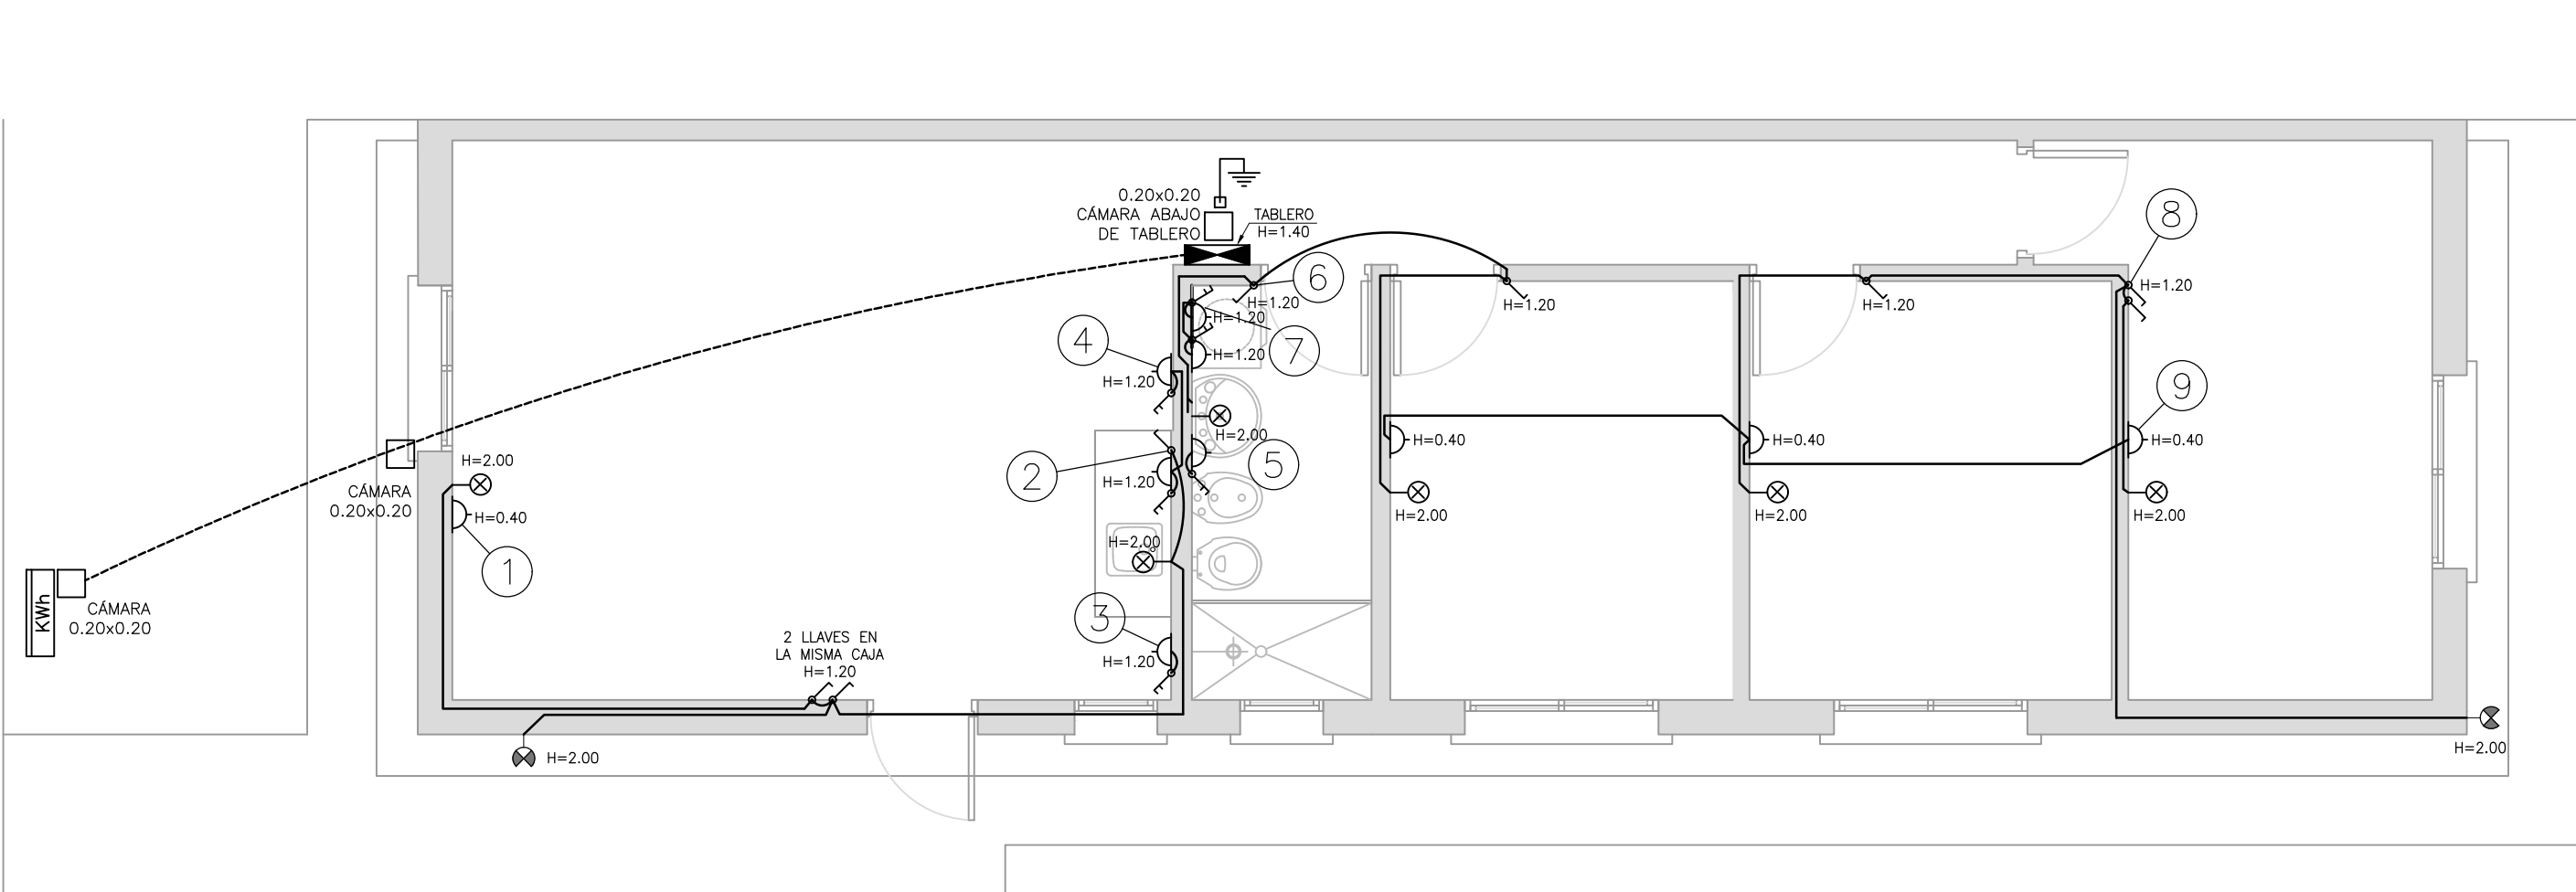 0.20x0.20
CÁMARA ABAJO
DE TABLERO
TABLERO
H=1.40
8
H=1.20
6
H=1.20
H=1.20
H=1.20
H=1.20
4
H=1.20
7
H=1.20
9
H=0.40
H=0.40
H=0.40
H=2.00
2
H=1.20
5
H=2.00
CÁMARA
0.20x0.20
H=0.40
1
H=2.00
H=2.00
H=2.00
H=2.00
KWh
CÁMARA
0.20x0.20
3
H=1.20
2 LLAVES EN
LA MISMA CAJA
H=1.20
H=2.00
H=2.00